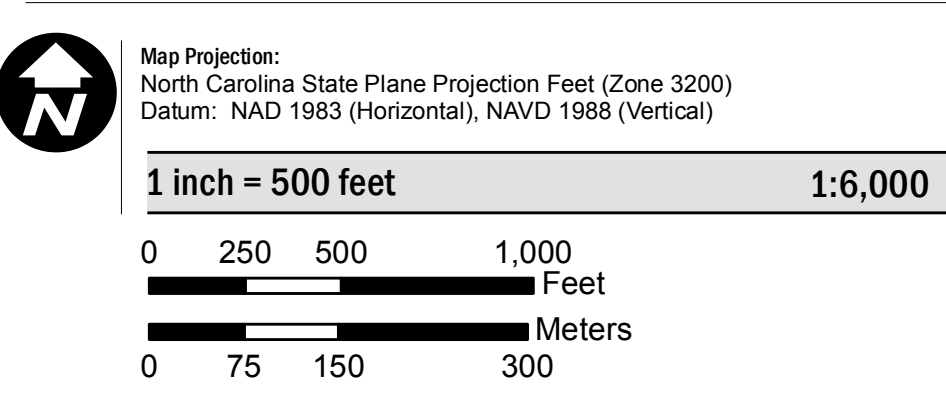 N
Map Projection:
North Carolina State Plane Projection Feet (Zone 3200)
Datum: NAD 1983 (Horizontal), NAVD 1988 (Vertical)
1 inch = 500 feet 1:6,000
0 250 500 1,000
Feet
Meters
0 75 150 300